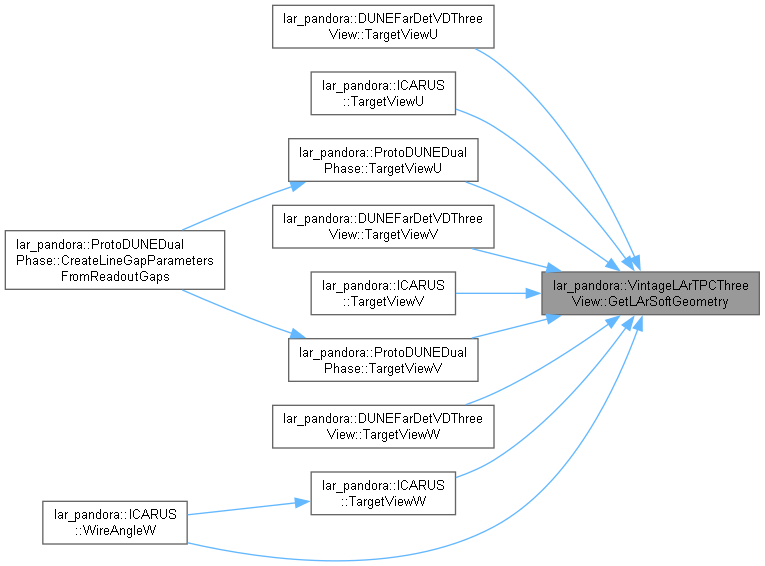 lar_pandora::DUNEFarDetVDThree
View::TargetViewU
lar_pandora::ICARUS
::TargetViewU
lar_pandora::ProtoDUNEDual
Phase::TargetViewU
lar_pandora::DUNEFarDetVDThree
View::TargetViewV
lar_pandora::ProtoDUNEDual
Phase::CreateLineGapParameters
FromReadoutGaps
lar_pandora::ICARUS
::TargetViewV
lar_pandora::VintageLArTPCThree
View::GetLArSoftGeometry
lar_pandora::ProtoDUNEDual
Phase::TargetViewV
lar_pandora::DUNEFarDetVDThree
View::TargetViewW
lar_pandora::ICARUS
::TargetViewW
lar_pandora::ICARUS
::WireAngleW